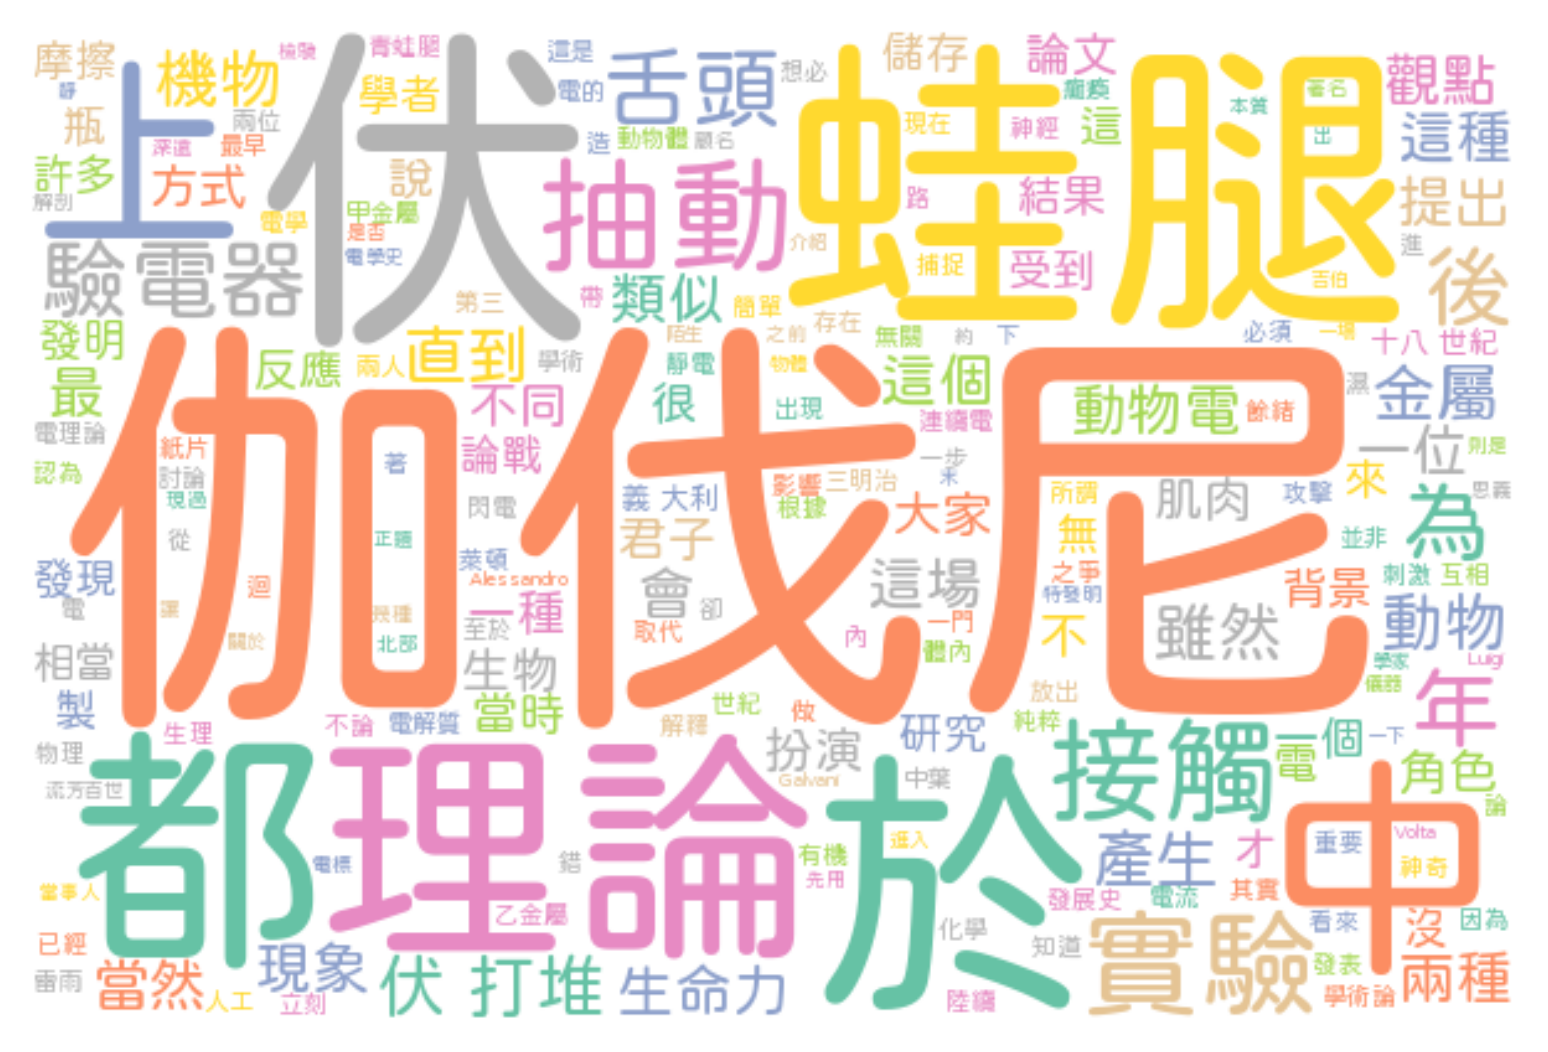 摩擦
機物
檢驗
青蛙腿
這是
舌頭
想必
儲存
論文
觀點
靜
上
伏
學者
電的
蛙腿
癲癇
著名
瓶
兩位
造
動物體
顧名
現在
神經
這
本質
出
這種
深遠
最早
許多
方式
說
抽動
路
結果
提出
解剖
電學
甲金屬
是否
電學史
介紹
捕捉
受到
吉伯
進
後
驗電器
第三
帶
類似
簡單
存在
發明
反應
兩人
直到
學術
陌生
之前
無關
約
下
必須
一場
十八 世紀
最
靜電
物體
這個
濕
金屬
伽伐尼
不同
很
出現
連續電
動物電
餘緒
電理論
紙片
論戰
一步
一位
則是
認為
討論
現過
著
義 大利
影響
根據
三明治
末
所謂
肌肉
攻擊
來
思義
閃電
君子
大家
無
為
從
正題
並非
發現
迴
萊頓
Alessandro
會
這場
之爭
特發明
背景
刺激
互相
電
讓
幾種
一種
卻
雖然
動物
關於
北部
至於
取代
內
一門
體內
不
學家
Luigi
相當
生物
放出
儀器
年
製
生理
不論
電解質
當時
解釋
世紀
做
研究
純粹
接觸
一個
一下
物理
扮演
電
角色
流芳百世
都
理論
Galvani
中葉
於
中
論
電標
錯
有機
先用
進入
產生
才
重要
Volta
神奇
當事人
乙金屬
發展史
電流
其實
已經
化學
知道
實驗
看來
沒
因為
雷雨
當然
現象
伏 打堆
生命力
發表
兩種
人工
立刻
陸續
學術論